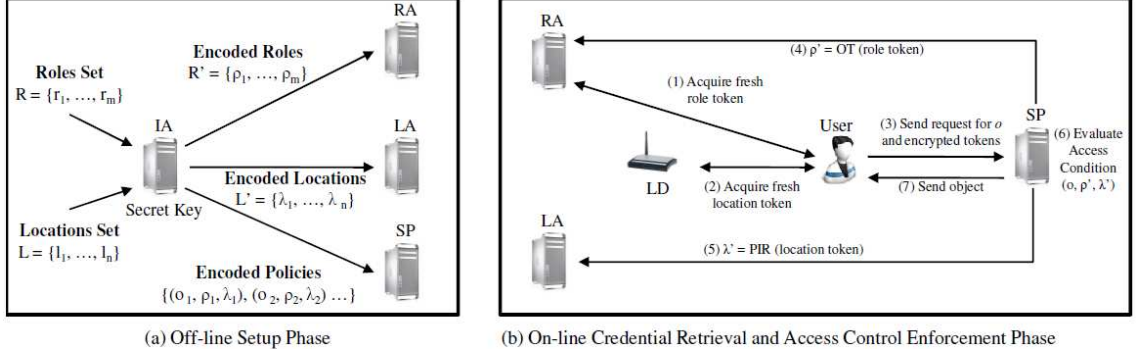 RA
Encoded Roles
R' = {ρ₁, …, ρₘ}
Roles Set
R = {r₁, …, rₘ}
IA
Secret Key
LA
Encoded Locations
L' = {λ₁, …, λₙ}
Locations Set
L = {l₁, …, lₙ}
SP
Encoded Policies
{(o₁, ρ₁, λ₁), (o₂, ρ₂, λ₂) …}
(a) Off-line Setup Phase
RA
(4) ρ' = OT (role token)
(1) Acquire fresh
role token
SP
User
(3) Send request for o
and encrypted tokens
(6) Evaluate
Access
Condition
(o, ρ', λ')
LD
(2) Acquire fresh
location token
(7) Send object
LA
(5) λ' = PIR (location token)
(b) On-line Credential Retrieval and Access Control Enforcement Phase